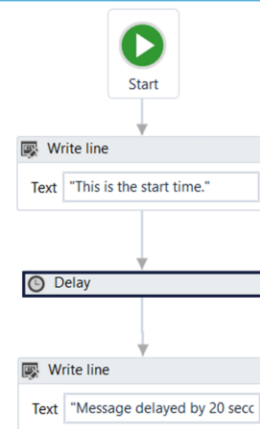 Start
Write line
Text "This is the start time."
Delay
Write line
Text "Message delayed by 20